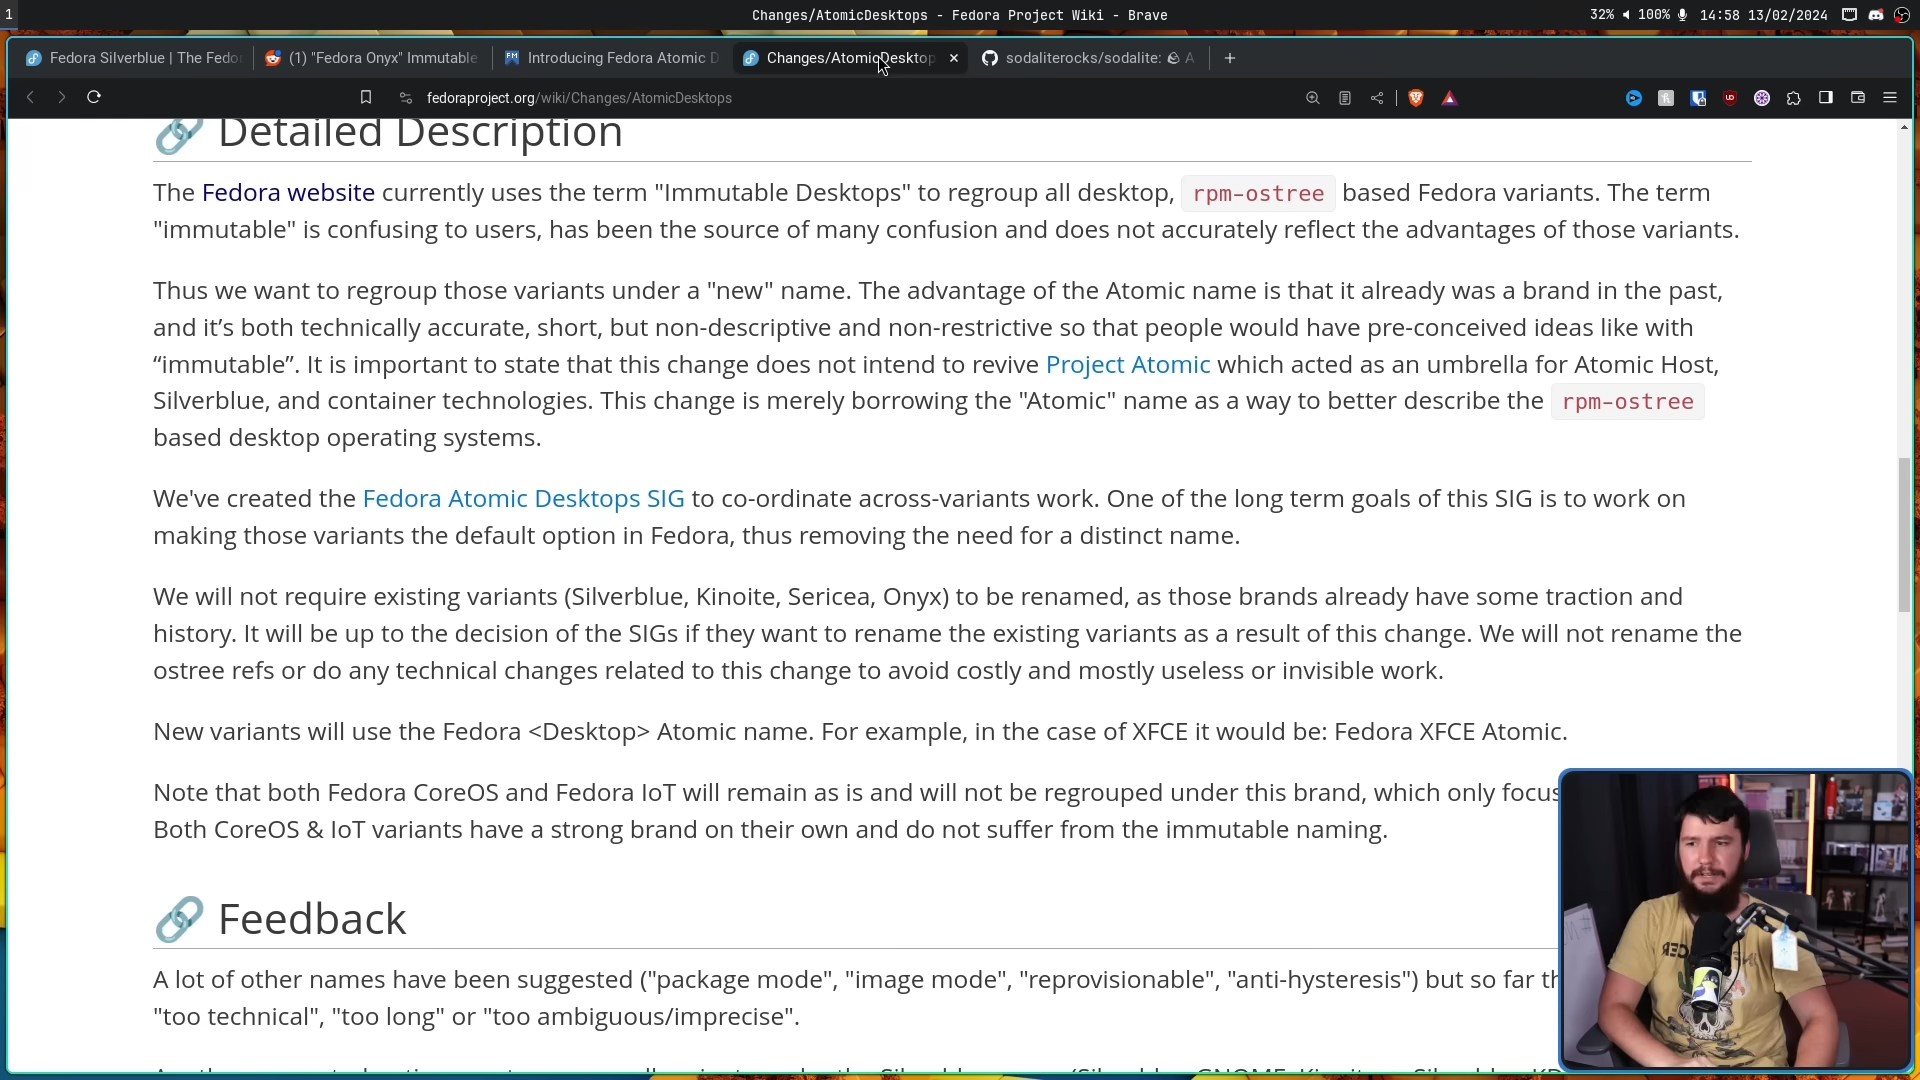 1
Changes/AtomicDesktops - Fedora Project Wiki - Brave
32% 100% 14:58 13/02/2024
Fedora Silverblue | The Fedor
(1) "Fedora Onyx" Immutable
Introducing Fedora Atomic D
Changes/AtomicDesktop
sodaliterocks/sodalite: A
fedoraproject.org/wiki/Changes/AtomicDesktops
Detailed Description
The Fedora website currently uses the term "Immutable Desktops" to regroup all desktop, rpm-ostree based Fedora variants. The term
"immutable" is confusing to users, has been the source of many confusion and does not accurately reflect the advantages of those variants.
Thus we want to regroup those variants under a "new" name. The advantage of the Atomic name is that it already was a brand in the past,
and it’s both technically accurate, short, but non-descriptive and non-restrictive so that people would have pre-conceived ideas like with
“immutable”. It is important to state that this change does not intend to revive Project Atomic which acted as an umbrella for Atomic Host,
Silverblue, and container technologies. This change is merely borrowing the "Atomic" name as a way to better describe the rpm-ostree
based desktop operating systems.
We've created the Fedora Atomic Desktops SIG to co-ordinate across-variants work. One of the long term goals of this SIG is to work on
making those variants the default option in Fedora, thus removing the need for a distinct name.
We will not require existing variants (Silverblue, Kinoite, Sericea, Onyx) to be renamed, as those brands already have some traction and
history. It will be up to the decision of the SIGs if they want to rename the existing variants as a result of this change. We will not rename the
ostree refs or do any technical changes related to this change to avoid costly and mostly useless or invisible work.
New variants will use the Fedora <Desktop> Atomic name. For example, in the case of XFCE it would be: Fedora XFCE Atomic.
Note that both Fedora CoreOS and Fedora IoT will remain as is and will not be regrouped under this brand, which only focus
Both CoreOS & IoT variants have a strong brand on their own and do not suffer from the immutable naming.
Feedback
A lot of other names have been suggested ("package mode", "image mode", "reprovisionable", "anti-hysteresis") but so far th
"too technical", "too long" or "too ambiguous/imprecise".